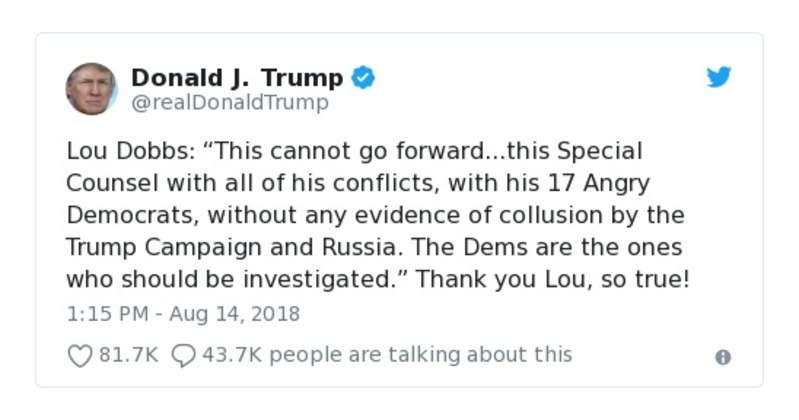 Donald J. Trump
@realDonaldTrump
Lou Dobbs: “This cannot go forward...this Special
Counsel with all of his conflicts, with his 17 Angry
Democrats, without any evidence of collusion by the
Trump Campaign and Russia. The Dems are the ones
who should be investigated.” Thank you Lou, so true!
1:15 PM - Aug 14, 2018
81.7K 43.7K people are talking about this